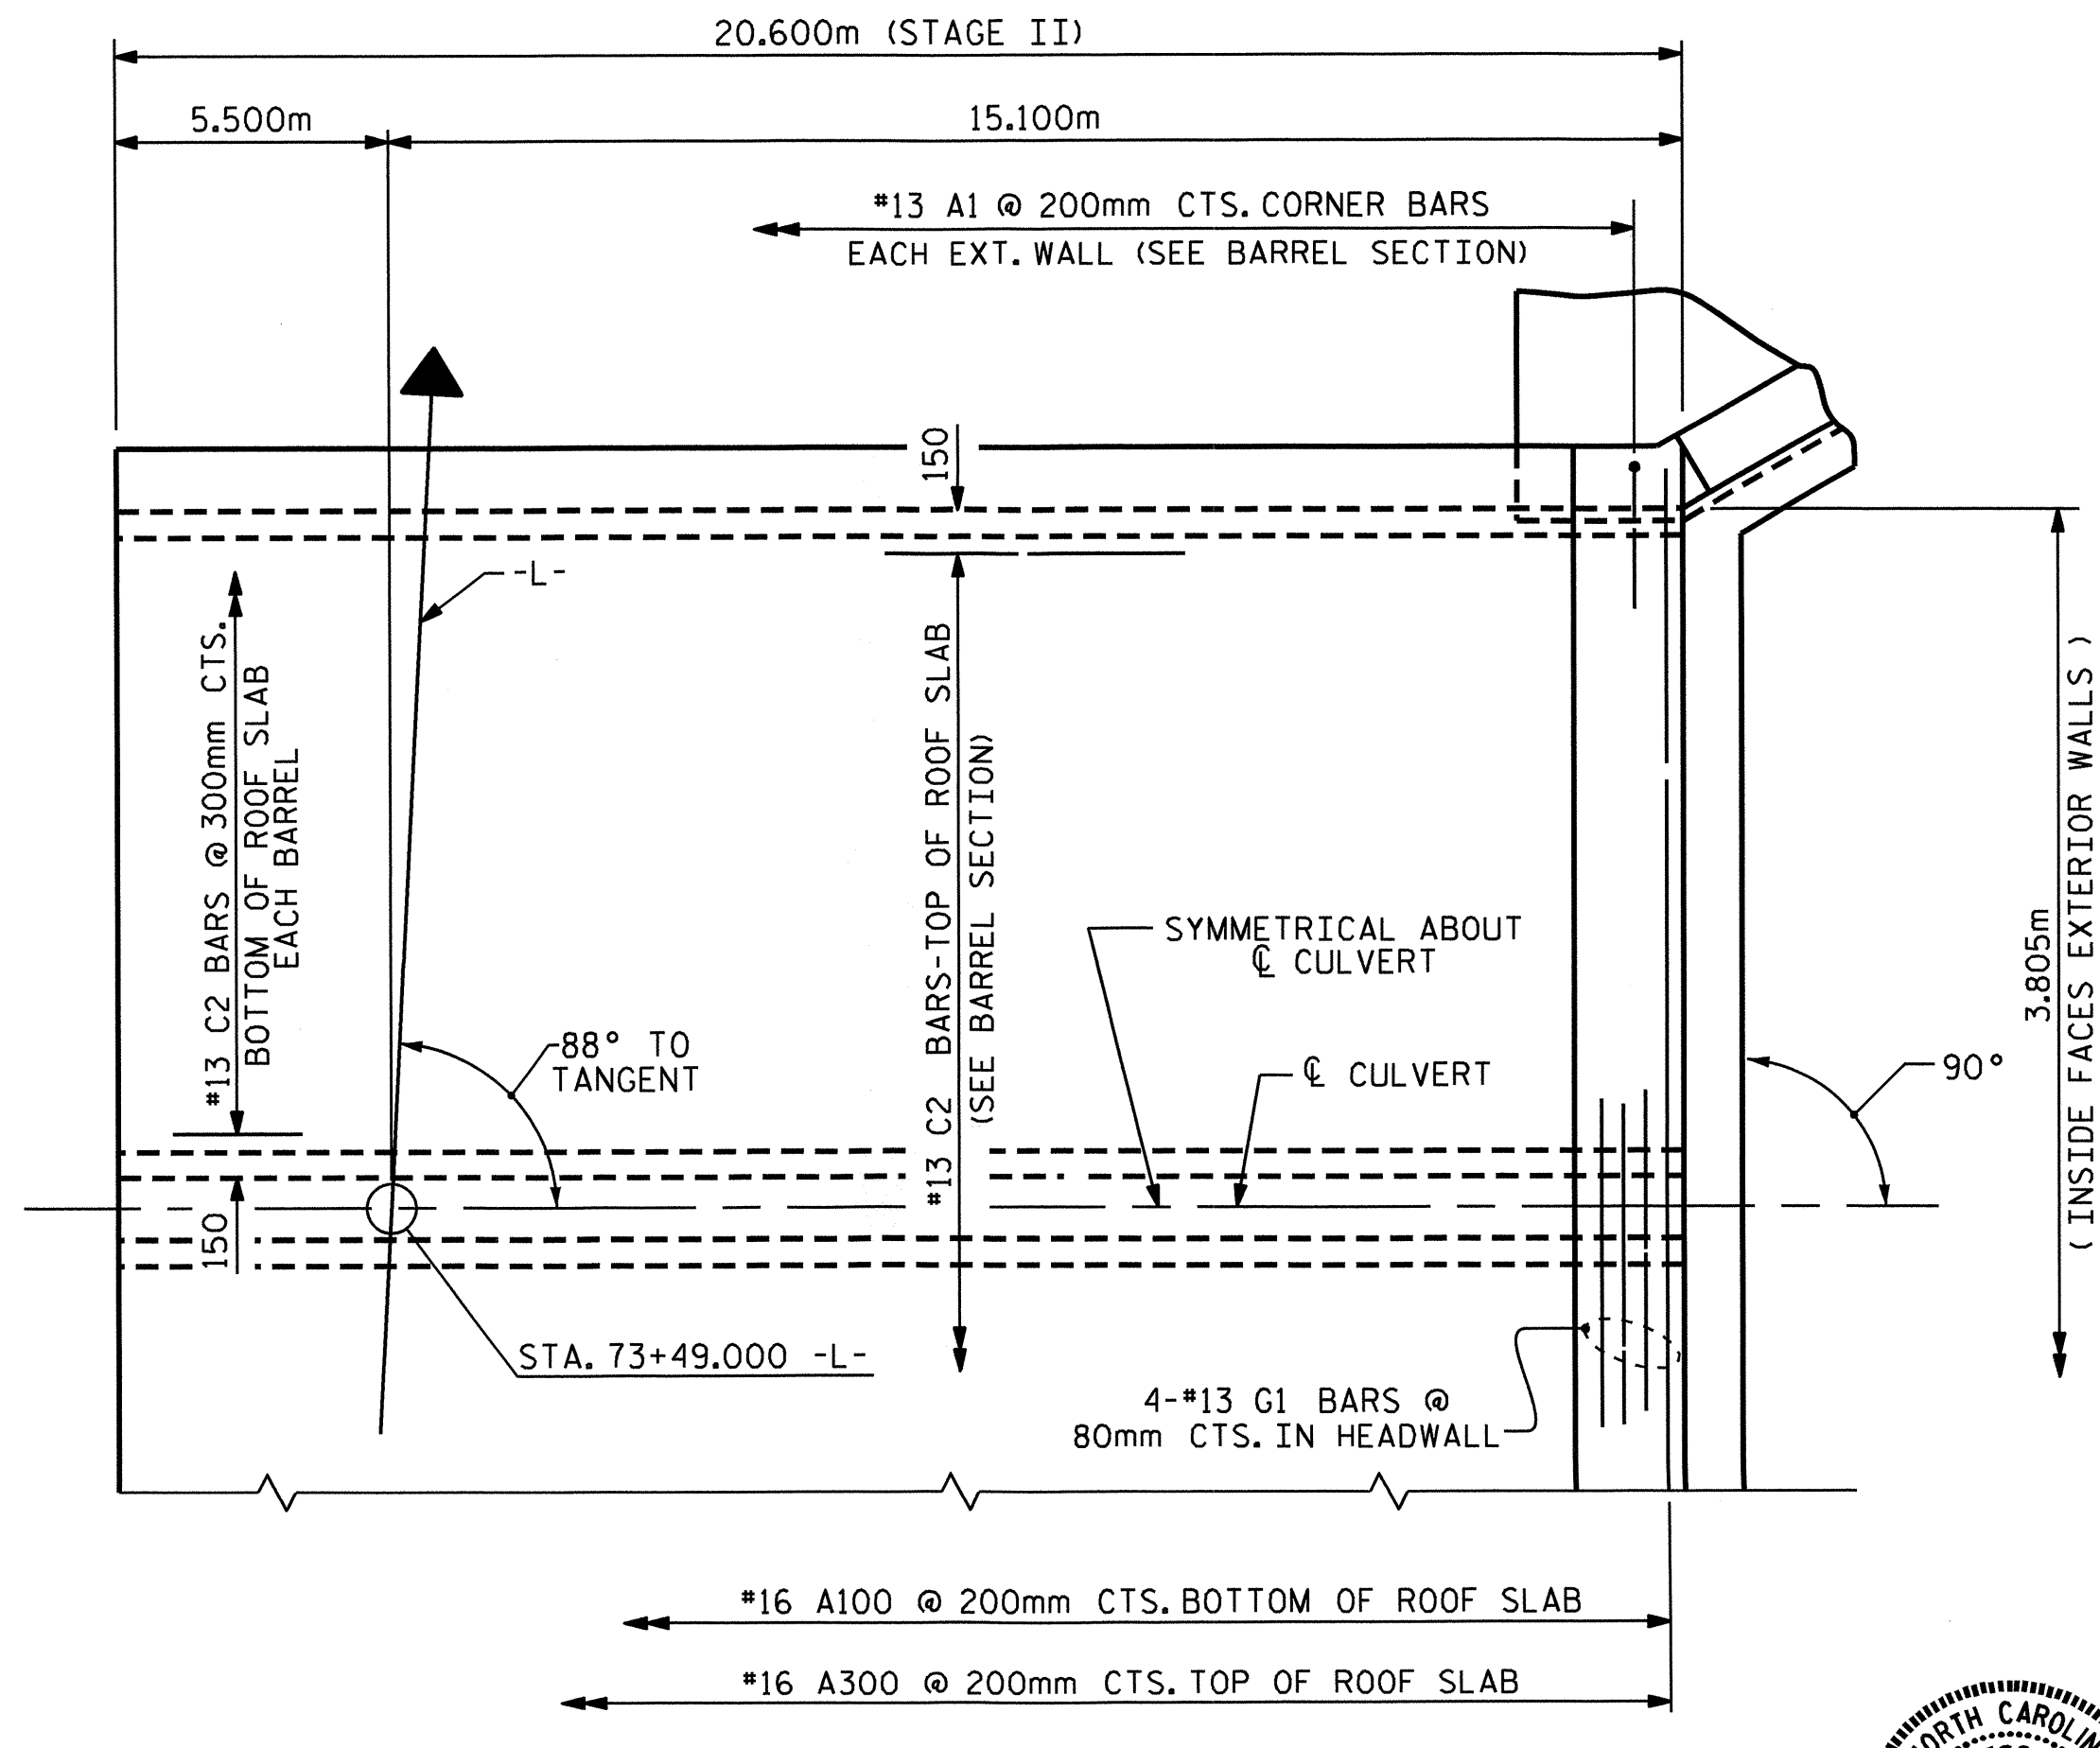 20.600m (STAGE II)
5.500m
15.100m
#13 A1 @ 200mm CTS. CORNER BARS
EACH EXT. WALL (SEE BARREL SECTION)
150
-L-
#13 C2 BARS @ 300mm CTS.
BOTTOM OF ROOF SLAB
EACH BARREL
#13 C2 BARS-TOP OF ROOF SLAB
(SEE BARREL SECTION)
SYMMETRICAL ABOUT
℄ CULVERT
88° TO
TANGENT
℄ CULVERT
90°
3.805m
( INSIDE FACES EXTERIOR WALLS )
150
STA. 73+49.000 -L-
4-#13 G1 BARS @
80mm CTS. IN HEADWALL
#16 A100 @ 200mm CTS. BOTTOM OF ROOF SLAB
#16 A300 @ 200mm CTS. TOP OF ROOF SLAB
ORTH CAROLIN